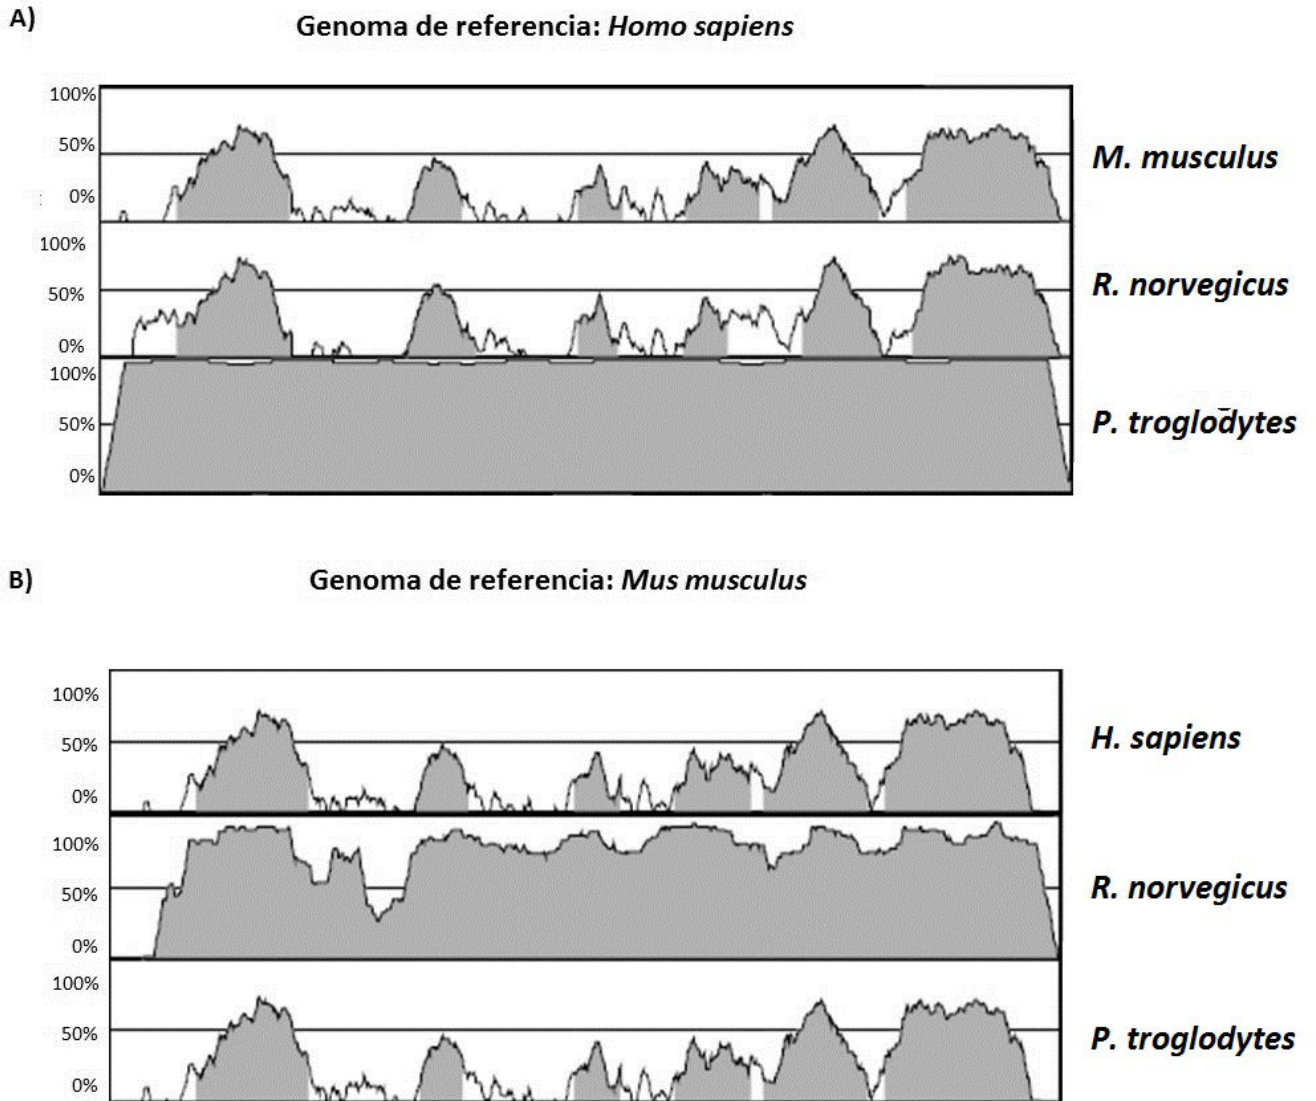 A)
Genoma de referencia: Homo sapiens
100%
50%
0%
M. musculus
100%
50%
0%
R. norvegicus
100%
50%
0%
P. troglodytes
B)
Genoma de referencia: Mus musculus
100%
50%
0%
H. sapiens
100%
50%
0%
R. norvegicus
100%
50%
0%
P. troglodytes